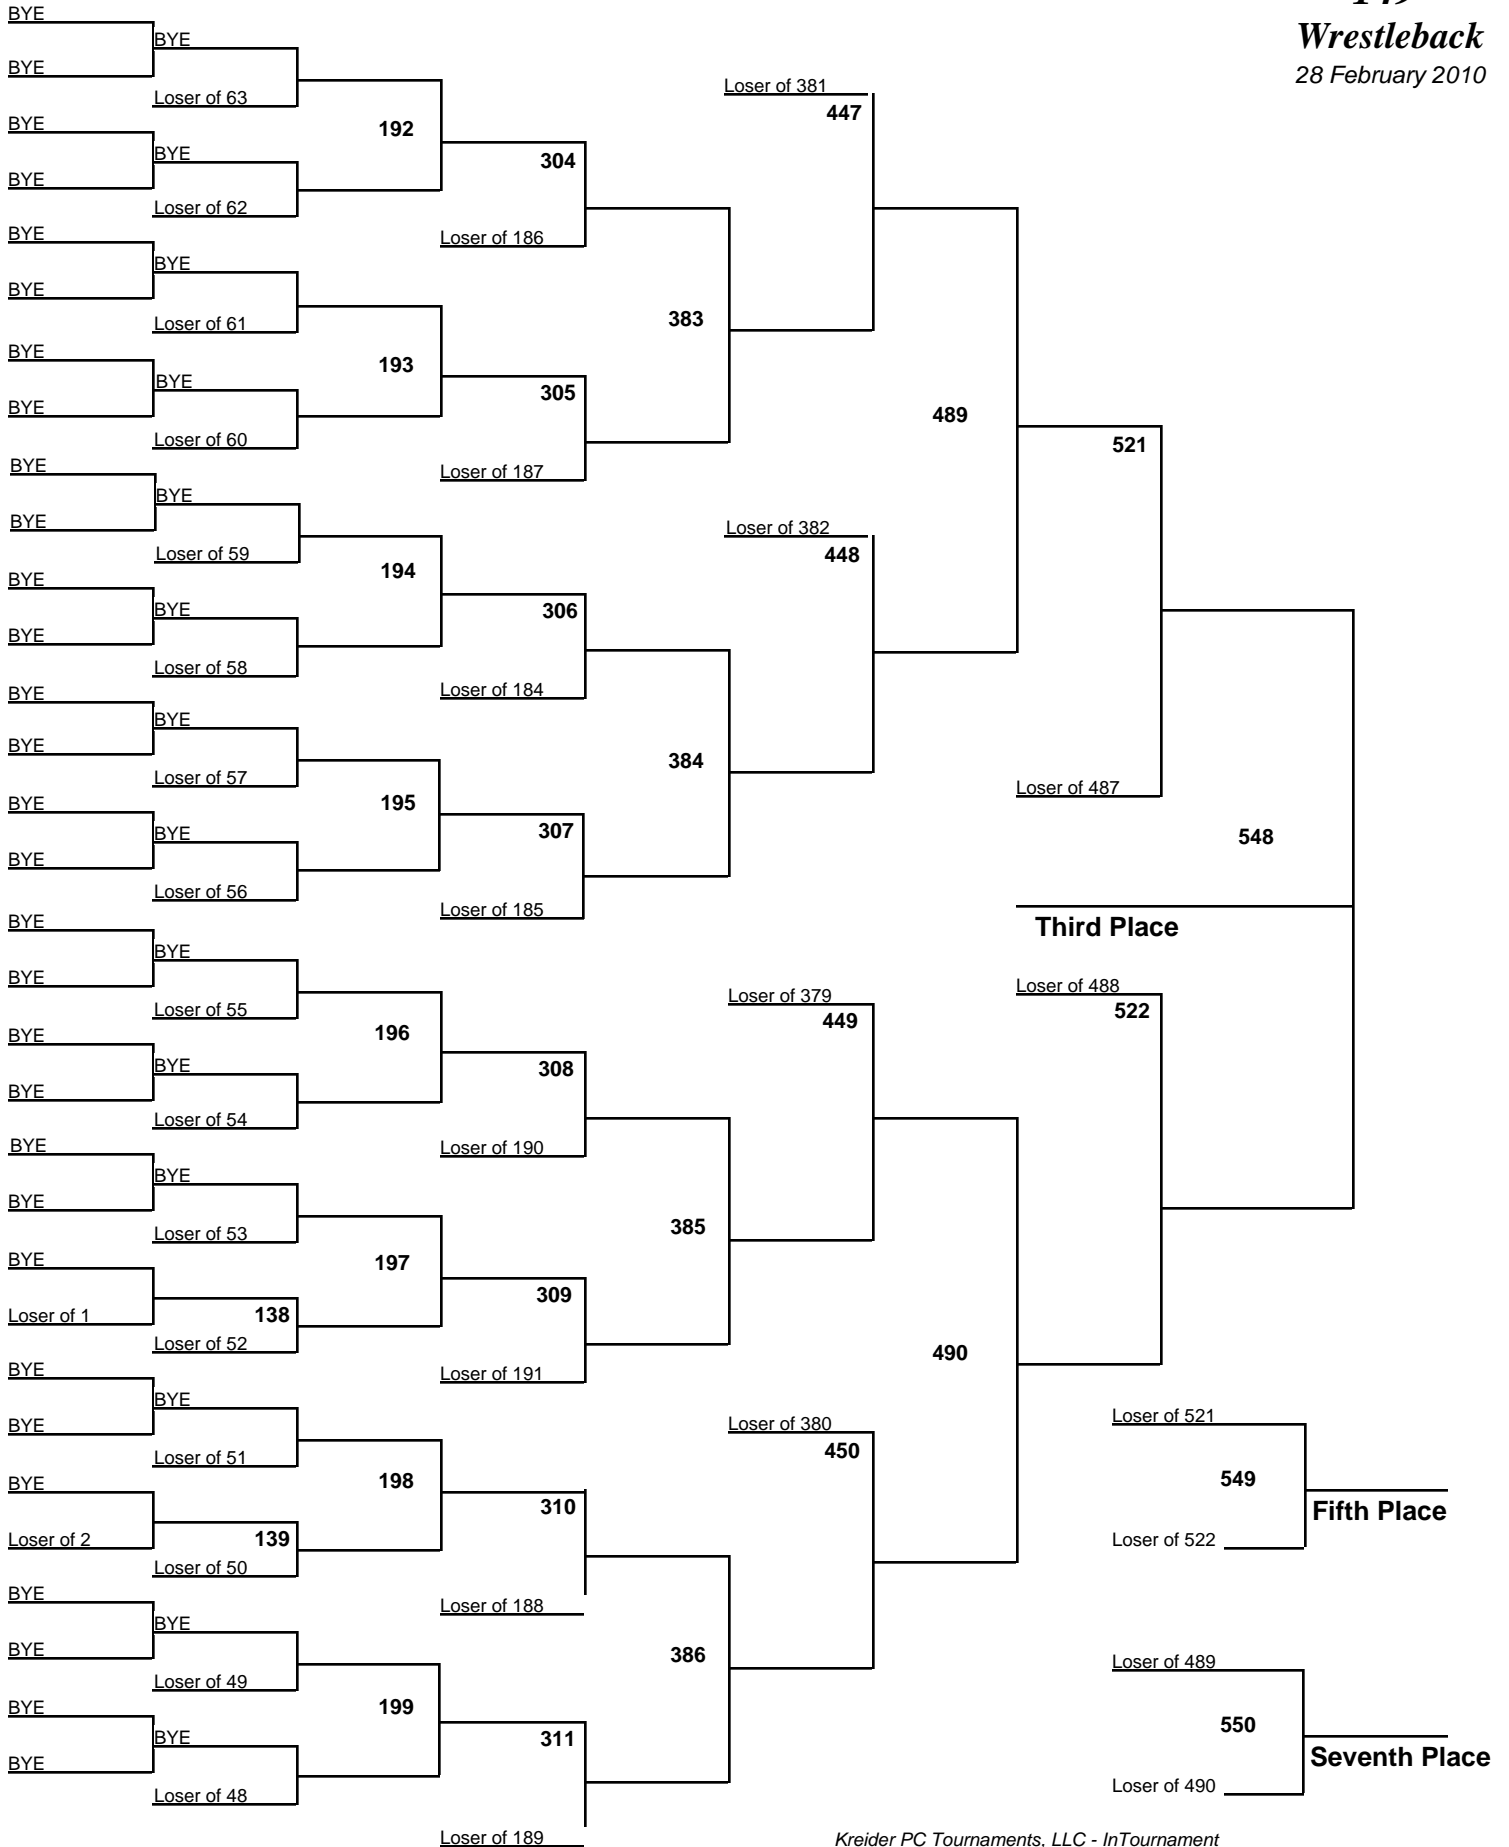 Wrestleback
28 February 2010
BYE
BYE
BYE
Loser of 63
192
BYE
BYE
BYE
Loser of 62
304
Loser of 186
Loser of 381
447
BYE
BYE
BYE
Loser of 61
193
BYE
BYE
BYE
Loser of 60
305
Loser of 187
383
489
521
BYE
BYE
BYE
Loser of 59
194
BYE
BYE
BYE
Loser of 58
306
Loser of 184
Loser of 382
448
BYE
BYE
BYE
Loser of 57
195
BYE
BYE
BYE
Loser of 56
307
Loser of 185
384
Loser of 487
548
Third Place
BYE
BYE
BYE
Loser of 55
196
BYE
BYE
BYE
Loser of 54
308
Loser of 190
Loser of 379
449
Loser of 488
522
BYE
BYE
BYE
Loser of 53
197
BYE
Loser of 1
138
Loser of 52
309
Loser of 191
385
490
BYE
BYE
BYE
Loser of 51
198
BYE
Loser of 2
139
Loser of 50
310
Loser of 188
Loser of 380
450
Loser of 521
549
Fifth Place
Loser of 522
BYE
BYE
BYE
Loser of 49
199
BYE
BYE
BYE
Loser of 48
311
Loser of 189
386
Loser of 489
550
Seventh Place
Loser of 490
Kreider PC Tournaments, LLC - InTournament